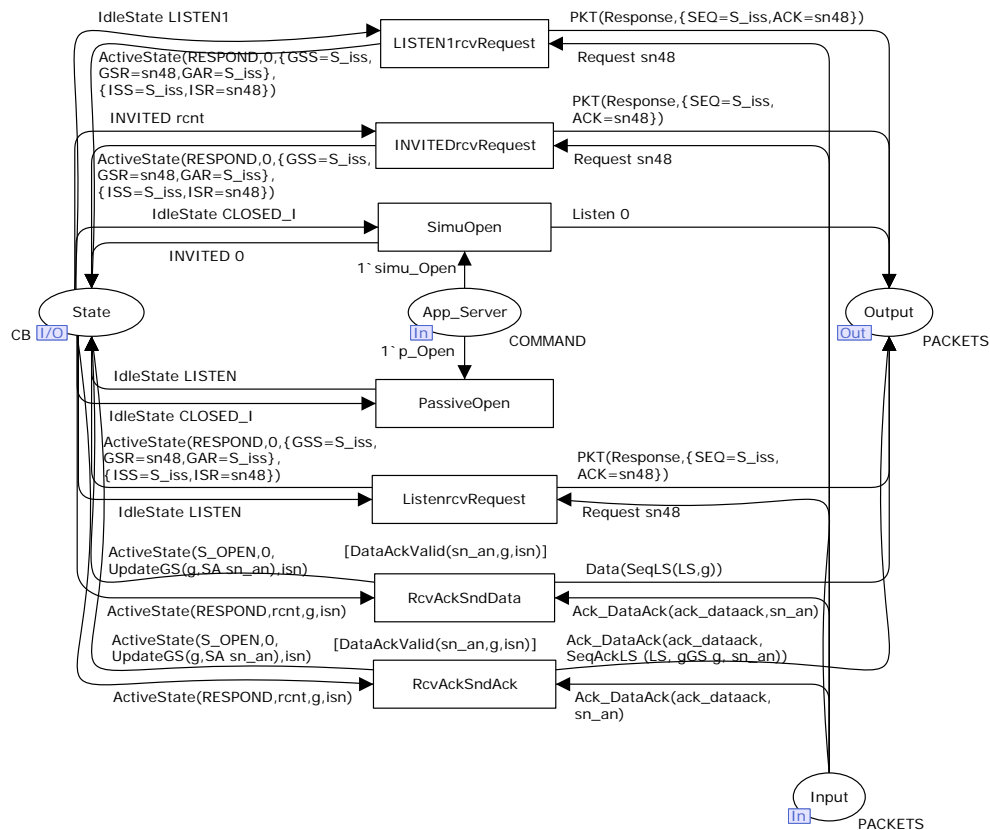 IdleState LISTEN1
PKT(Response,{SEQ=S_iss,ACK=sn48})
LISTEN1rcvRequest
ActiveState(RESPOND,0,{GSS=S_iss,
GSR=sn48,GAR=S_iss},
{ISS=S_iss,ISR=sn48})
Request sn48
PKT(Response,{SEQ=S_iss,
ACK=sn48})
INVITED rcnt
INVITEDrcvRequest
ActiveState(RESPOND,0,{GSS=S_iss,
GSR=sn48,GAR=S_iss},
{ISS=S_iss,ISR=sn48})
Request sn48
IdleState CLOSED_I
Listen 0
SimuOpen
INVITED 0
1`simu_Open
State
App_Server
Output
CB
I/O
In
COMMAND
Out
PACKETS
1`p_Open
IdleState LISTEN
PassiveOpen
IdleState CLOSED_I
ActiveState(RESPOND,0,{GSS=S_iss,
GSR=sn48,GAR=S_iss},
{ISS=S_iss,ISR=sn48})
PKT(Response,{SEQ=S_iss,
ACK=sn48})
ListenrcvRequest
IdleState LISTEN
Request sn48
ActiveState(S_OPEN,0,
UpdateGS(g,SA sn_an),isn)
[DataAckValid(sn_an,g,isn)]
Data(SeqLS(LS,g))
RcvAckSndData
ActiveState(RESPOND,rcnt,g,isn)
Ack_DataAck(ack_dataack,sn_an)
ActiveState(S_OPEN,0,
UpdateGS(g,SA sn_an),isn)
[DataAckValid(sn_an,g,isn)]
Ack_DataAck(ack_dataack,
SeqAckLS (LS, gGS g, sn_an))
RcvAckSndAck
ActiveState(RESPOND,rcnt,g,isn)
Ack_DataAck(ack_dataack,
sn_an)
Input
In
PACKETS